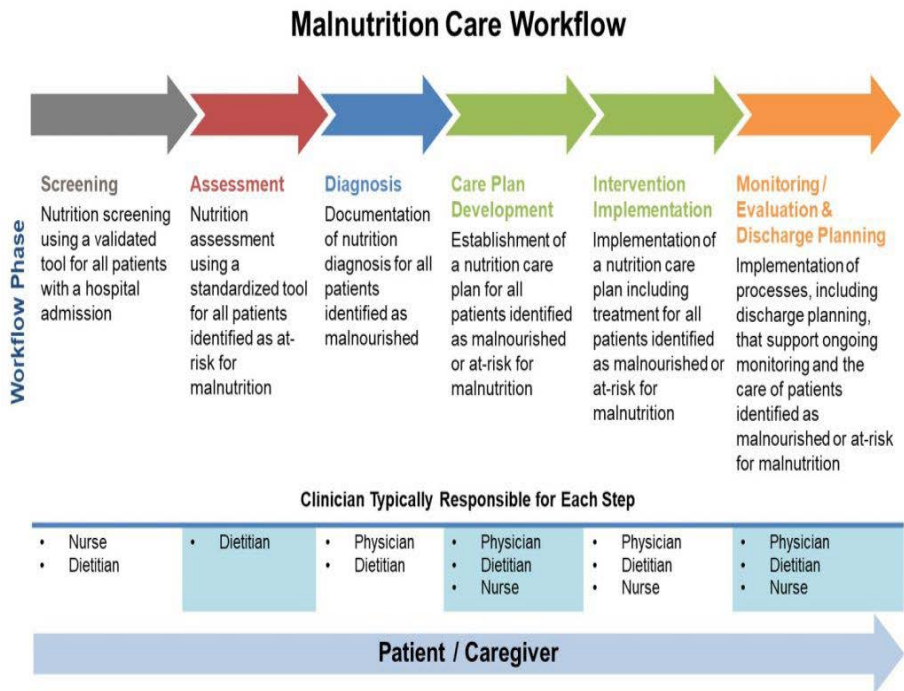 Malnutrition Care Workflow
Workflow Phase
Screening
Nutrition screening
using a validated
tool for all patients
with a hospital
admission
Assessment
Nutrition
assessment
using a
standardized tool
for all patients
identified as at-
risk for
malnutrition
Diagnosis
Documentation
of nutrition
diagnosis for all
patients
identified as
malnourished
Care Plan
Development
Establishment of
a nutrition care
plan for all
patients identified
as malnourished
or at-risk for
malnutrition
Intervention
Implementation
Implementation of
a nutrition care
plan including
treatment for all
patients identified
as malnourished or
at-risk for
malnutrition
Monitoring /
Evaluation &
Discharge Planning
Implementation of
processes, including
discharge planning,
that support ongoing
monitoring and the
care of patients
identified as
malnourished or at-risk
for malnutrition
Clinician Typically Responsible for Each Step
• Nurse
• Dietitian
• Dietitian
• Physician
• Dietitian
• Physician
• Dietitian
• Nurse
• Physician
• Dietitian
• Nurse
• Physician
• Dietitian
• Nurse
Patient / Caregiver